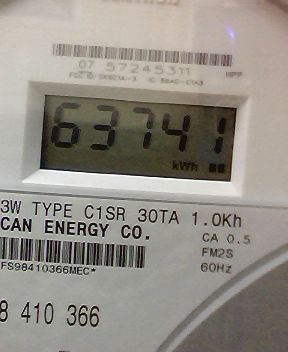 07 57245311 HPP
63741
kWh
3W TYPE C1SR 30TA 1.0Kh
CAN ENERGY CO.
CA 0.5
FM2S
60Hz
FS98410366MEC*
8 410 366